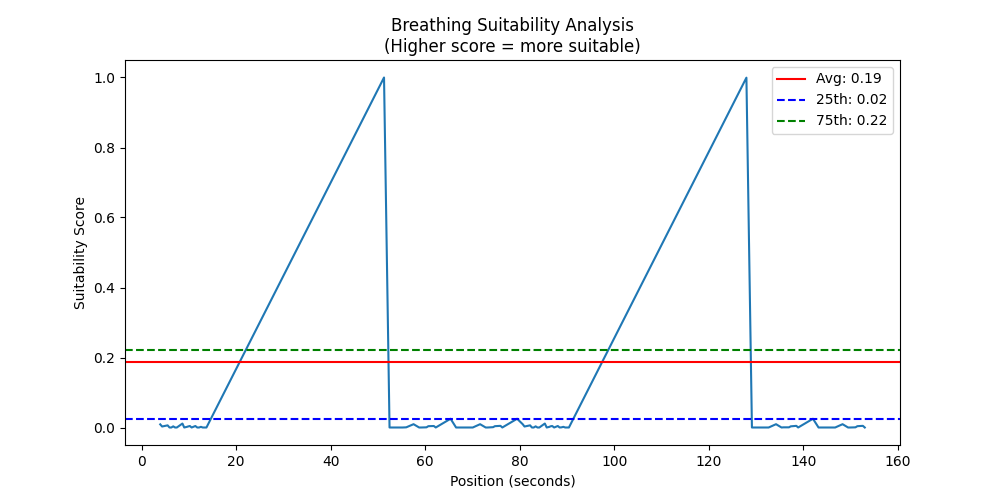 Breathing Suitability Analysis
(Higher score = more suitable)
Avg: 0.19
25th: 0.02
75th: 0.22
Suitability Score
1.0
0.8
0.6
0.4
0.2
0.0
0 20 40 60 80 100 120 140 160
Position (seconds)